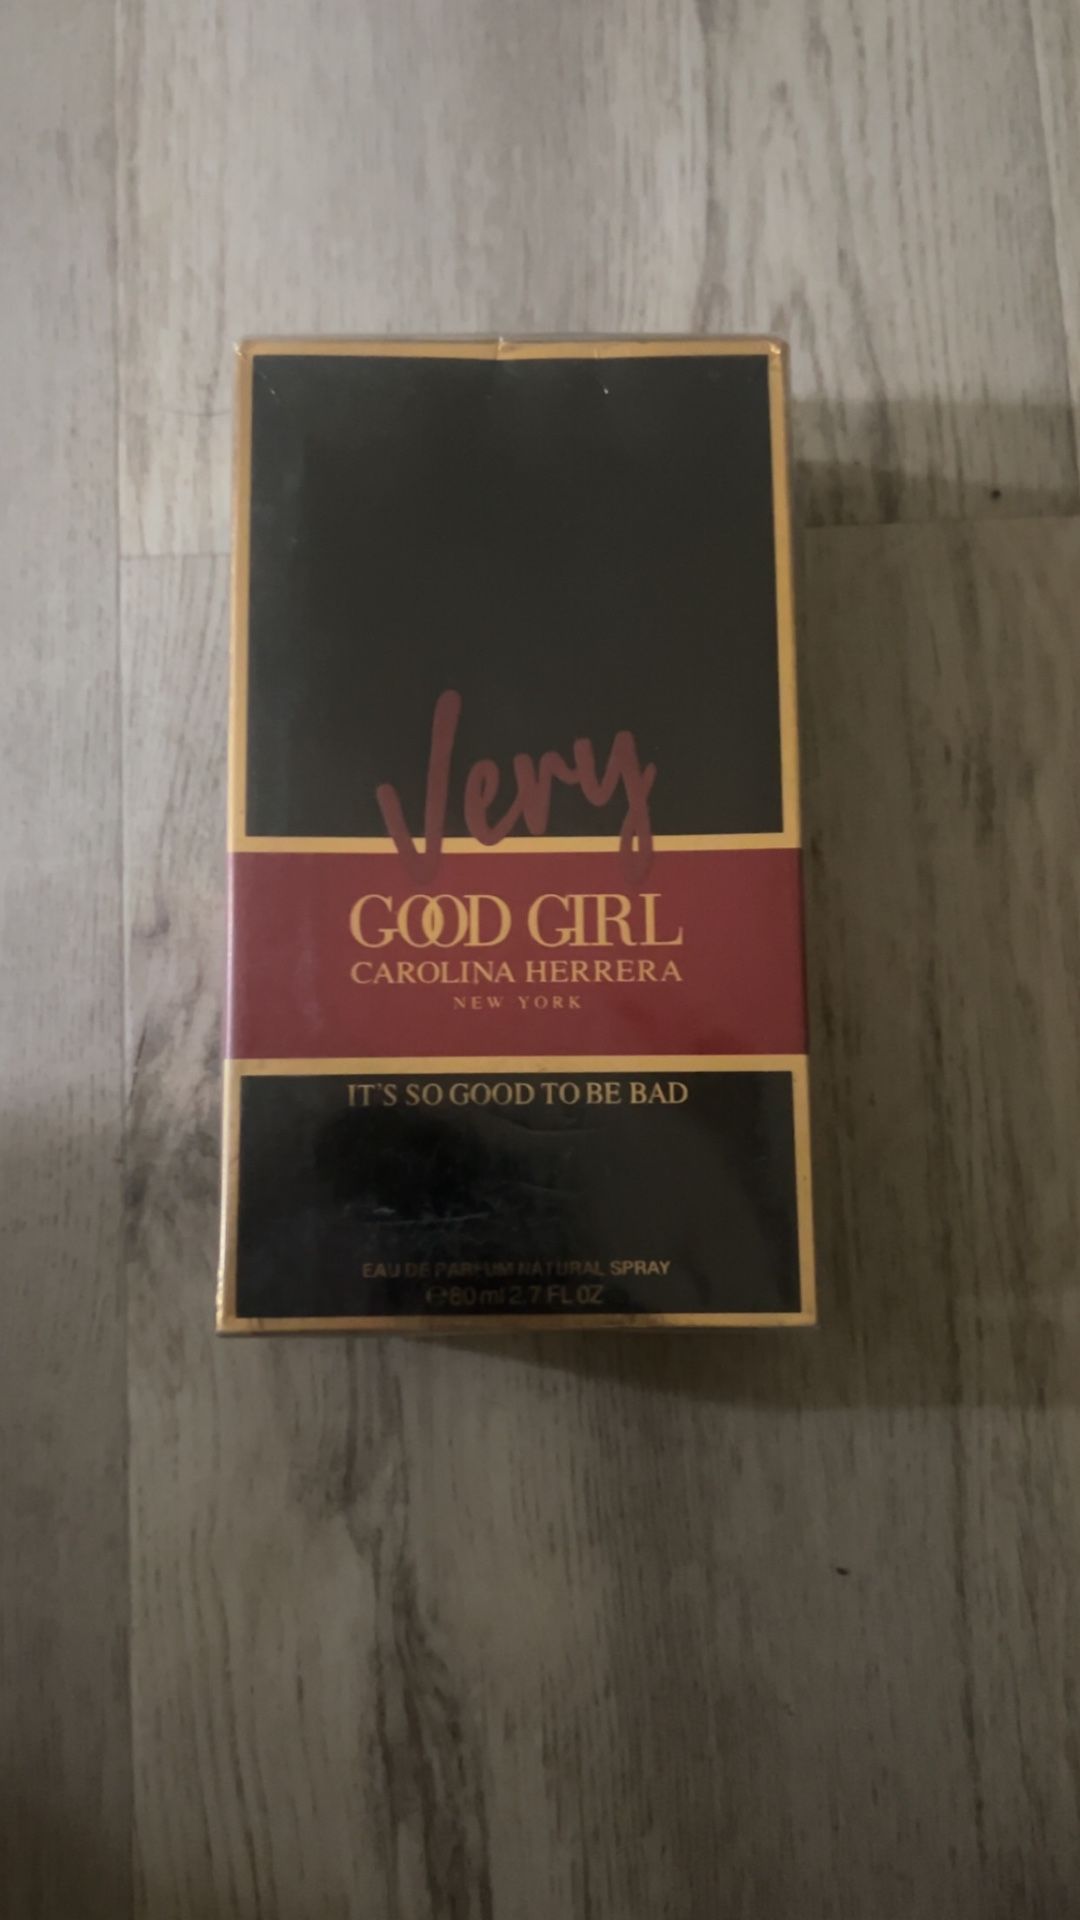 Very
GOOD GIRL
CAROLINA HERRERA
NEW YORK
IT'S SO GOOD TO BE BAD
EAU DE PARFUM NATURAL SPRAY
℮ 80 ml 2.7 FL OZ